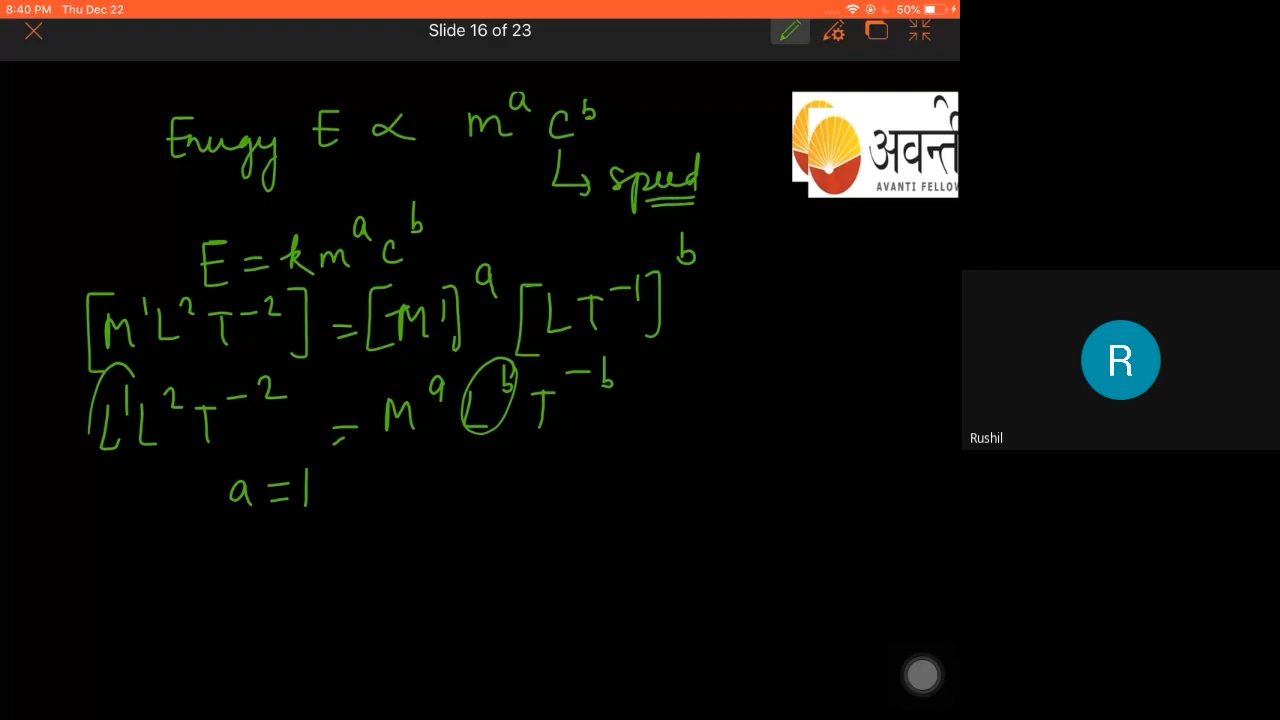 8:40 PM Thu Dec 22
50%
Slide 16 of 23
Energy E ∝ m^a c^b
↳ speed
अवन्ती
AVANTI FELLOW
E = k m^a c^b
[M^1 L^2 T^-2] = [M^1]^a [L T^-1]^b
L^1 L^2 T^-2 = M^a L^b T^-b
a = 1
R
Rushil